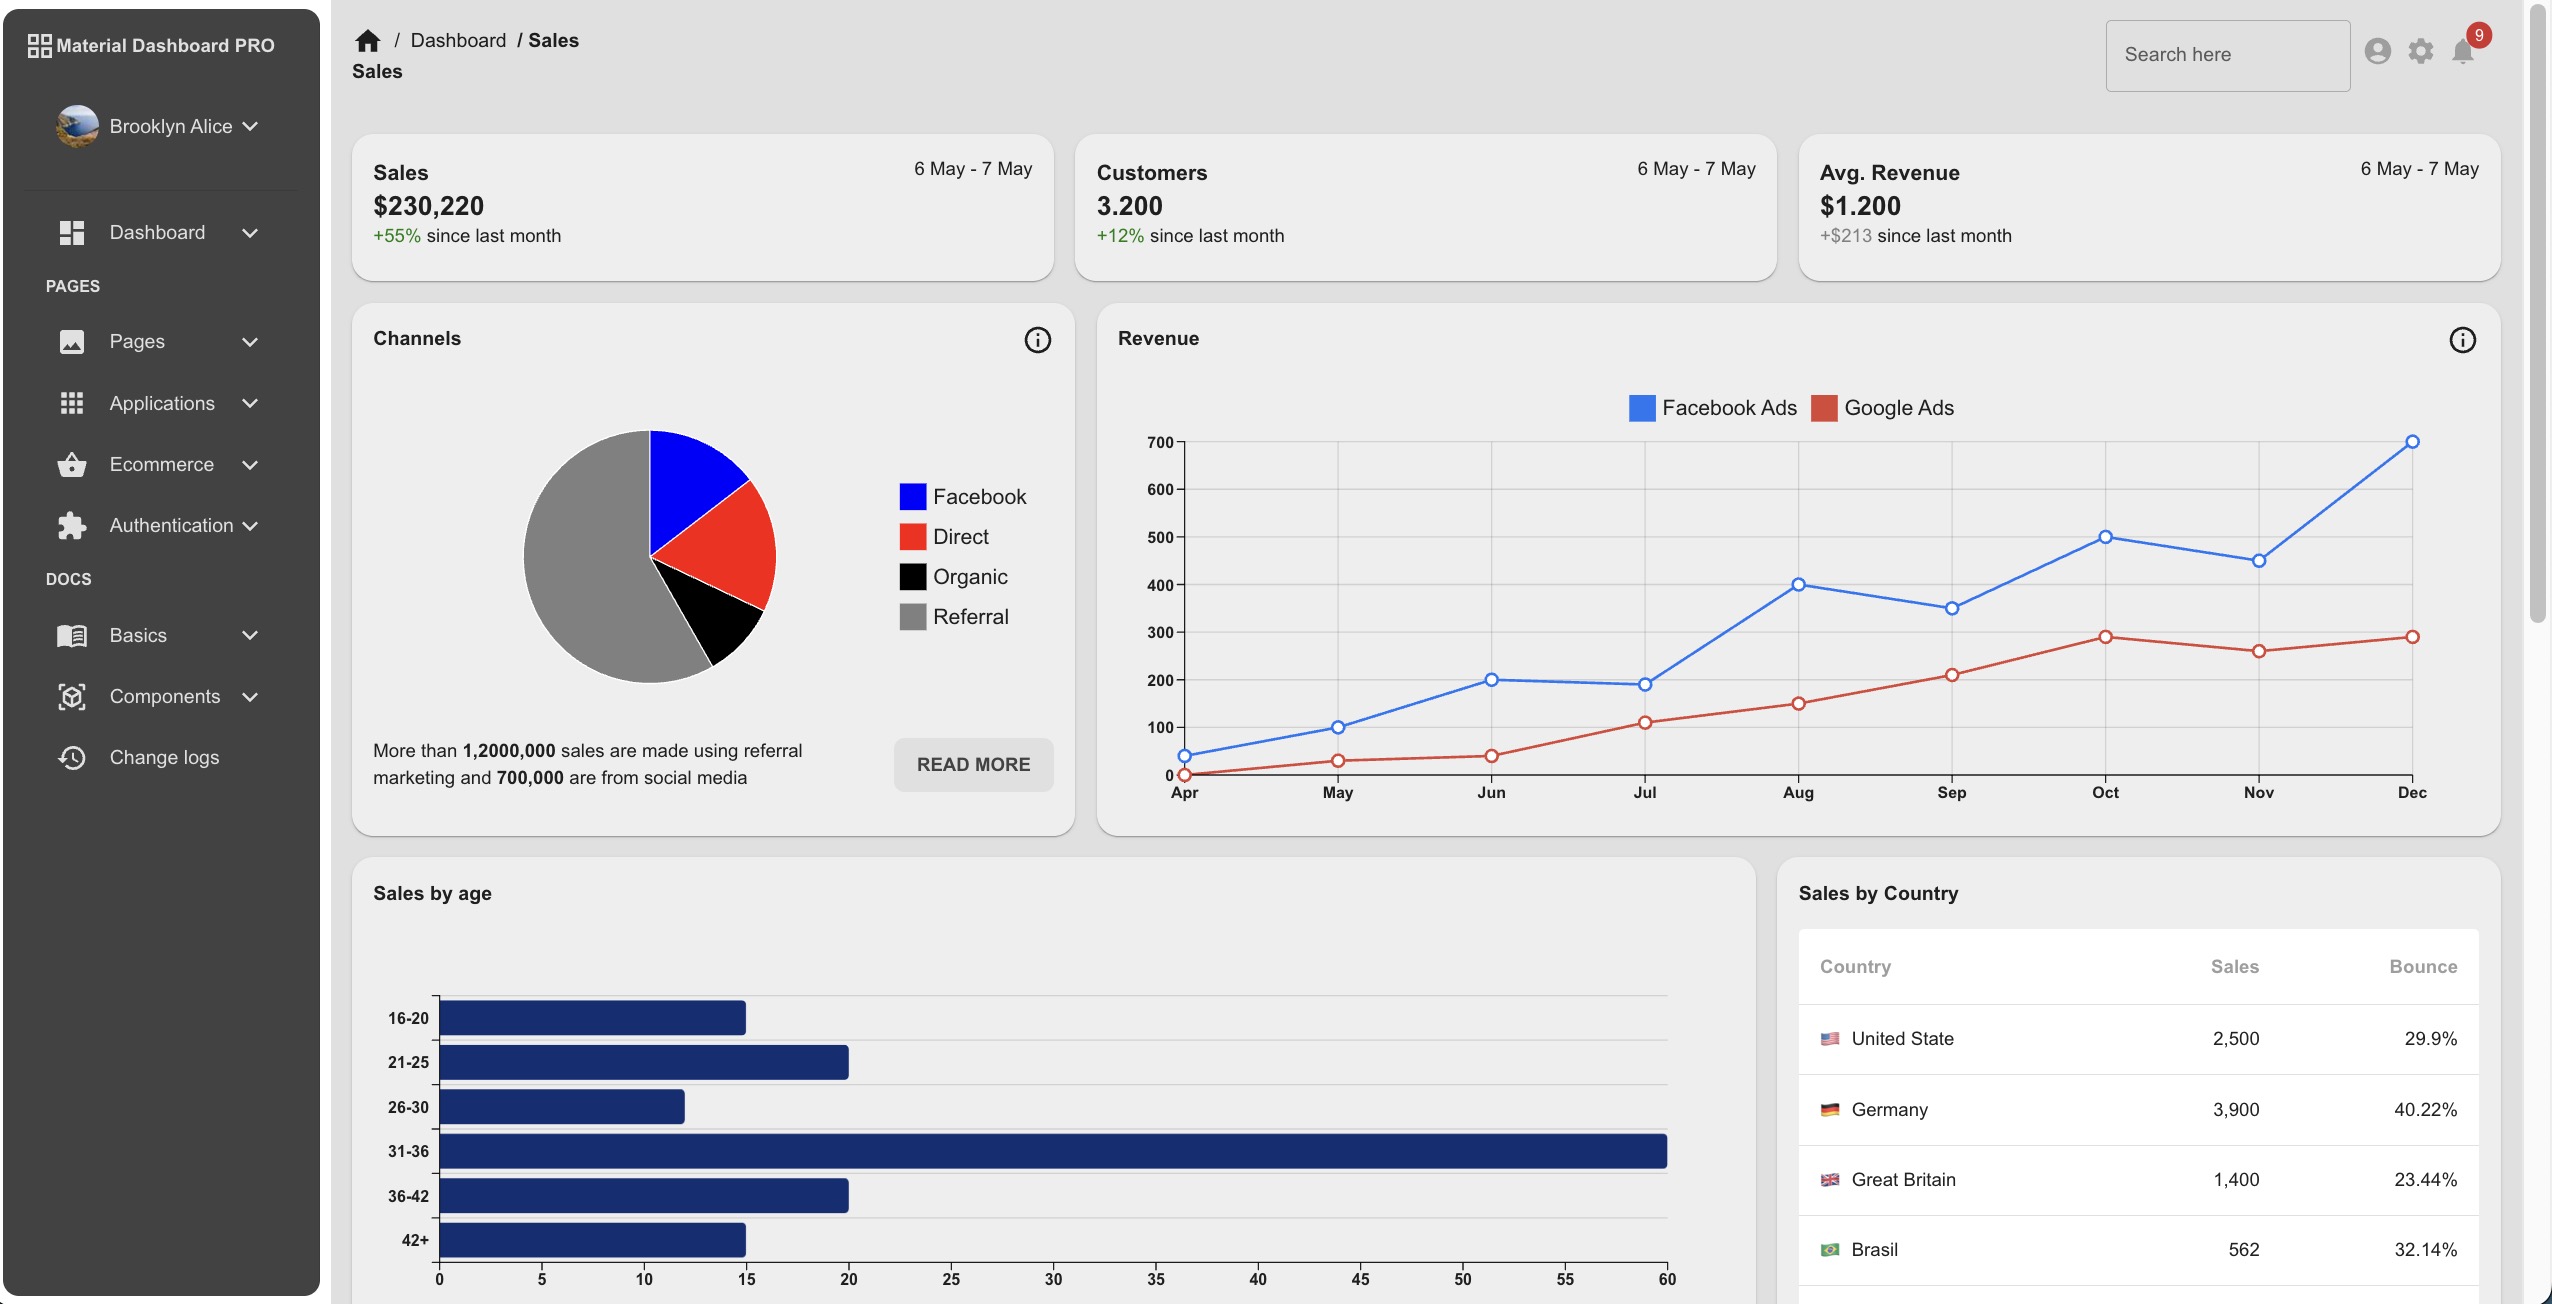 Material Dashboard PRO
Brooklyn Alice
Dashboard
PAGES
Pages
Applications
Ecommerce
Authentication
DOCS
Basics
Components
Change logs
/ Dashboard / Sales
Sales
Search here
9
Sales
6 May - 7 May
$230,220
+55% since last month
Customers
6 May - 7 May
3.200
+12% since last month
Avg. Revenue
6 May - 7 May
$1.200
+$213 since last month
Channels
Facebook
Direct
Organic
Referral
More than 1,2000,000 sales are made using referral
marketing and 700,000 are from social media
READ MORE
Revenue
Facebook Ads Google Ads
700
600
500
400
300
200
100
0
Apr May Jun Jul Aug Sep Oct Nov Dec
Sales by age
16-20
21-25
26-30
31-36
36-42
42+
0 5 10 15 20 25 30 35 40 45 50 55 60
Sales by Country
Country Sales Bounce
United State 2,500 29.9%
Germany 3,900 40.22%
Great Britain 1,400 23.44%
Brasil 562 32.14%